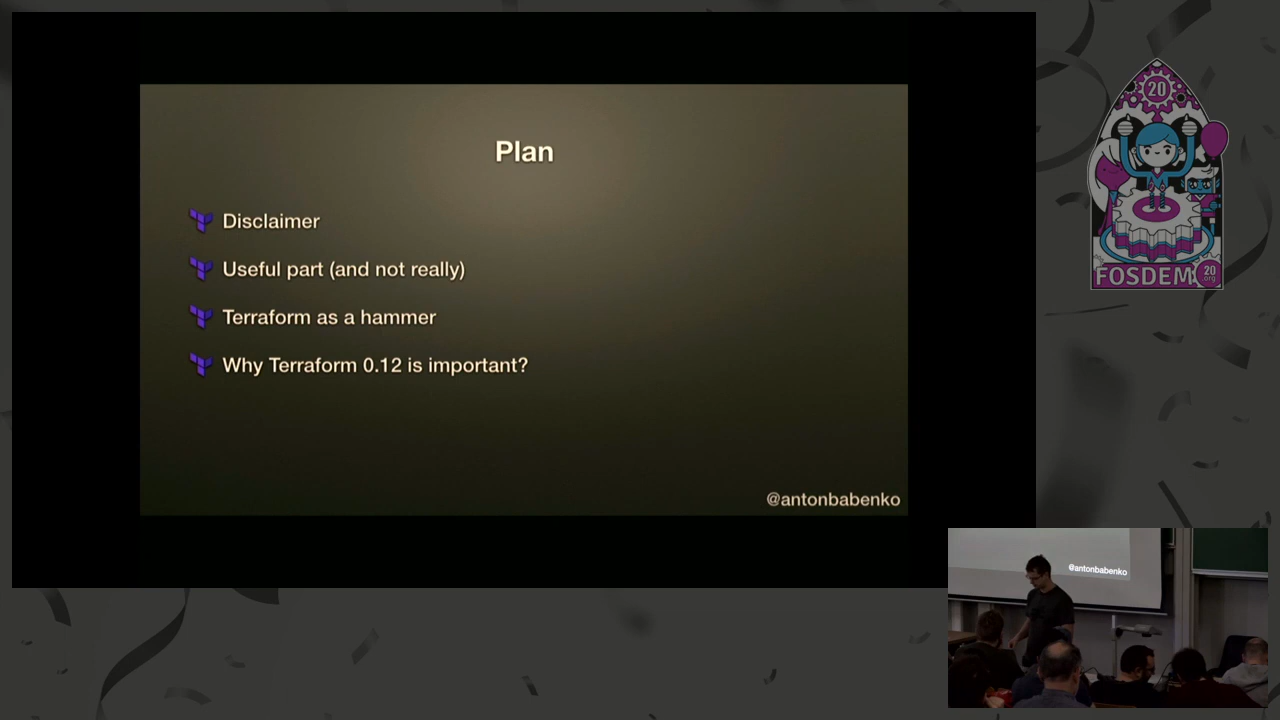 Plan
Disclaimer
Useful part (and not really)
Terraform as a hammer
Why Terraform 0.12 is important?
@antonbabenko
20
FOSDEM
20
.org
@antonbabenko